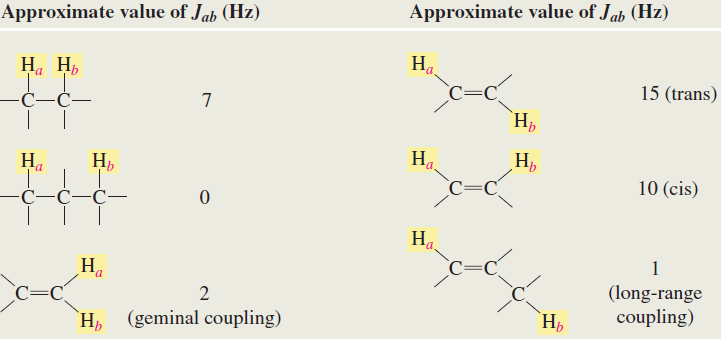 Approximate value of Jab (Hz)
Ha Hb
C C
7
Ha Hb
C C C
0
Ha
C=C
Hb
2
(geminal coupling)
Approximate value of Jab (Hz)
Ha
C=C
Hb
15 (trans)
Ha Hb
C=C
10 (cis)
Ha
C=C
C
Hb
1
(long-range
coupling)